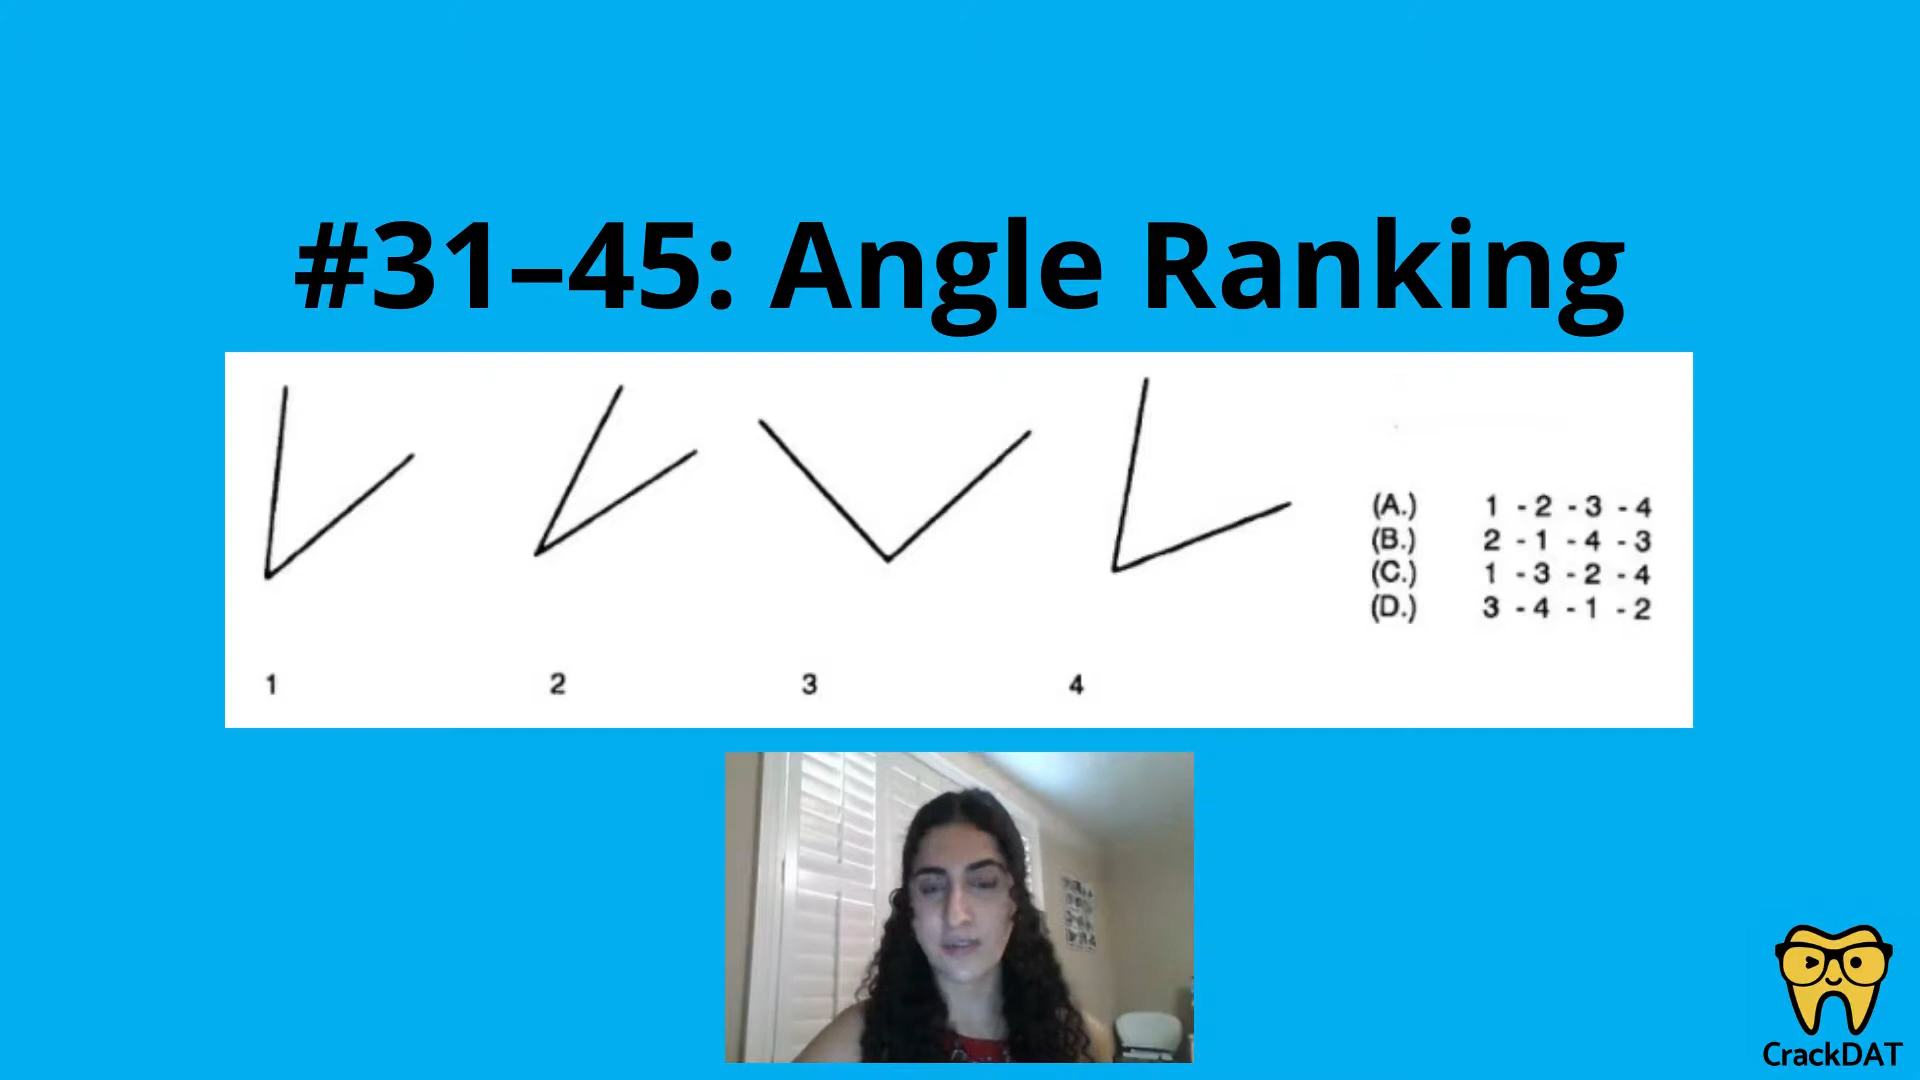 #31–45: Angle Ranking
(A.) 1 - 2 - 3 - 4
(B.) 2 - 1 - 4 - 3
(C.) 1 - 3 - 2 - 4
(D.) 3 - 4 - 1 - 2
1 2 3 4
CrackDAT